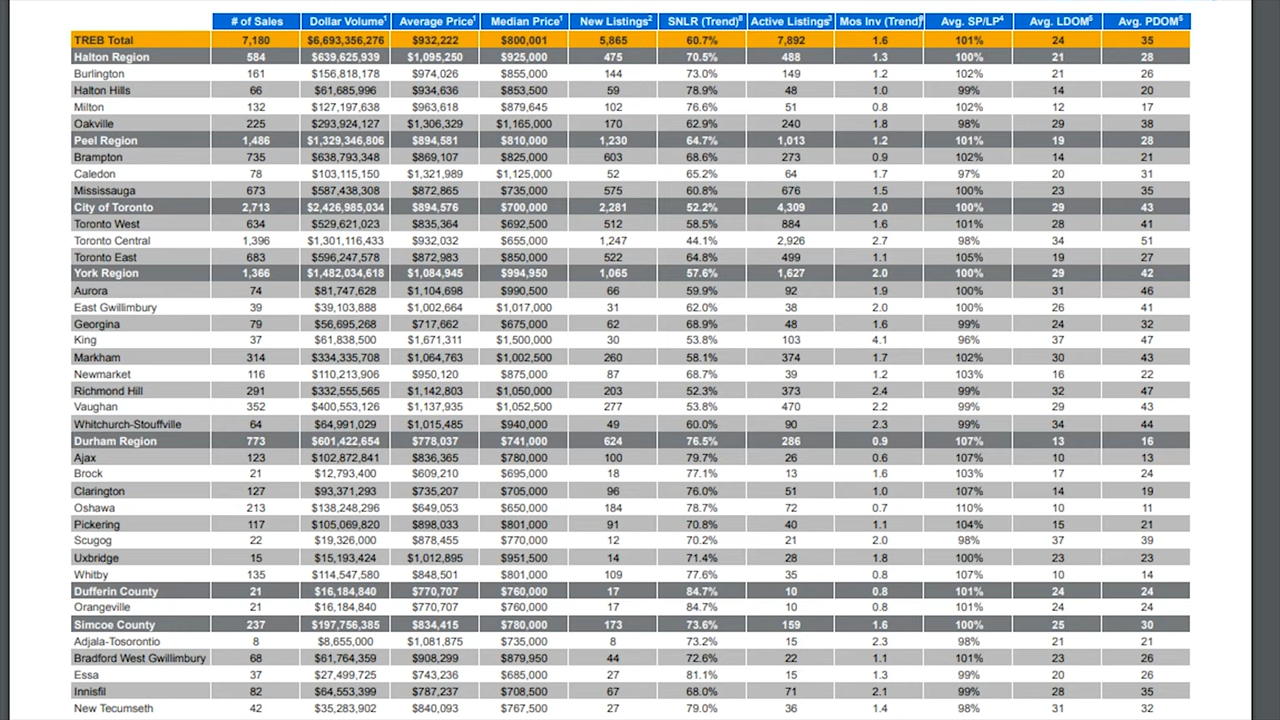 # of Sales Dollar Volume¹ Average Price¹ Median Price¹ New Listings² SNLR (Trend)⁸ Active Listings³ Mos Inv (Trend)⁹ Avg. SP/LP⁴ Avg. LDOM⁵ Avg. PDOM⁵
TREB Total 7,180 $6,693,356,276 $932,222 $800,001 5,865 60.7% 7,892 1.6 101% 24 35
Halton Region 584 $639,625,939 $1,095,250 $925,000 475 70.5% 488 1.3 100% 21 28
Burlington 161 $156,818,178 $974,026 $855,000 144 73.0% 149 1.2 102% 21 26
Halton Hills 66 $61,685,996 $934,636 $853,500 59 78.9% 48 1.0 99% 14 20
Milton 132 $127,197,638 $963,618 $879,645 102 76.6% 51 0.8 102% 12 17
Oakville 225 $293,924,127 $1,306,329 $1,165,000 170 62.9% 240 1.8 98% 29 38
Peel Region 1,486 $1,329,346,806 $894,581 $810,000 1,230 64.7% 1,013 1.2 101% 19 28
Brampton 735 $638,793,348 $869,107 $825,000 603 68.6% 273 0.9 102% 14 21
Caledon 78 $103,115,150 $1,321,989 $1,125,000 52 65.2% 64 1.7 97% 20 31
Mississauga 673 $587,438,308 $872,865 $735,000 575 60.8% 676 1.5 100% 23 35
City of Toronto 2,713 $2,426,985,034 $894,576 $700,000 2,281 52.2% 4,309 2.0 100% 29 43
Toronto West 634 $529,621,023 $835,364 $692,500 512 58.5% 884 1.6 101% 28 41
Toronto Central 1,396 $1,301,116,433 $932,032 $655,000 1,247 44.1% 2,926 2.7 98% 34 51
Toronto East 683 $596,247,578 $872,983 $850,000 522 64.8% 499 1.1 105% 19 27
York Region 1,366 $1,482,034,618 $1,084,945 $994,950 1,065 57.6% 1,627 2.0 100% 29 42
Aurora 74 $81,747,628 $1,104,698 $990,500 66 59.9% 92 1.9 100% 31 46
East Gwillimbury 39 $39,103,888 $1,002,664 $1,017,000 31 62.0% 38 2.0 100% 26 41
Georgina 79 $56,695,268 $717,662 $675,000 62 68.9% 48 1.6 99% 24 32
King 37 $61,838,500 $1,671,311 $1,500,000 30 53.8% 103 4.1 96% 37 47
Markham 314 $334,335,708 $1,064,763 $1,002,500 260 58.1% 374 1.7 102% 30 43
Newmarket 116 $110,213,906 $950,120 $875,000 87 68.7% 39 1.2 103% 16 22
Richmond Hill 291 $332,555,565 $1,142,803 $1,050,000 203 52.3% 373 2.4 99% 32 47
Vaughan 352 $400,553,126 $1,137,935 $1,052,500 277 53.8% 470 2.2 99% 29 43
Whitchurch-Stouffville 64 $64,991,029 $1,015,485 $940,000 49 60.0% 90 2.3 99% 34 44
Durham Region 773 $601,422,654 $778,037 $741,000 624 76.5% 286 0.9 107% 13 16
Ajax 123 $102,872,841 $836,365 $780,000 100 79.7% 26 0.6 107% 10 13
Brock 21 $12,793,400 $609,210 $695,000 18 77.1% 13 1.6 103% 17 24
Clarington 127 $93,371,293 $735,207 $705,000 96 76.0% 51 1.0 107% 14 19
Oshawa 213 $138,248,296 $649,053 $650,000 184 78.7% 72 0.7 110% 10 11
Pickering 117 $105,069,820 $898,033 $801,000 91 70.8% 40 1.1 104% 15 21
Scugog 22 $19,326,000 $878,455 $770,000 12 70.2% 21 2.0 98% 37 39
Uxbridge 15 $15,193,424 $1,012,895 $951,500 14 71.4% 28 1.8 100% 23 23
Whitby 135 $114,547,580 $848,501 $801,000 109 77.6% 35 0.8 107% 10 14
Dufferin County 21 $16,184,840 $770,707 $760,000 17 84.7% 10 0.8 101% 24 24
Orangeville 21 $16,184,840 $770,707 $760,000 17 84.7% 10 0.8 101% 24 24
Simcoe County 237 $197,756,385 $834,415 $780,000 173 73.6% 159 1.6 100% 25 30
Adjala-Tosorontio 8 $8,655,000 $1,081,875 $735,000 8 73.2% 15 2.3 98% 21 21
Bradford West Gwillimbury 68 $61,764,359 $908,299 $879,950 44 72.6% 22 1.1 101% 23 26
Essa 37 $27,499,725 $743,236 $685,000 27 81.1% 15 1.3 99% 20 26
Innisfil 82 $64,553,399 $787,237 $708,500 67 68.0% 71 2.1 99% 28 35
New Tecumseth 42 $35,283,902 $840,093 $767,500 27 79.0% 36 1.4 98% 31 32